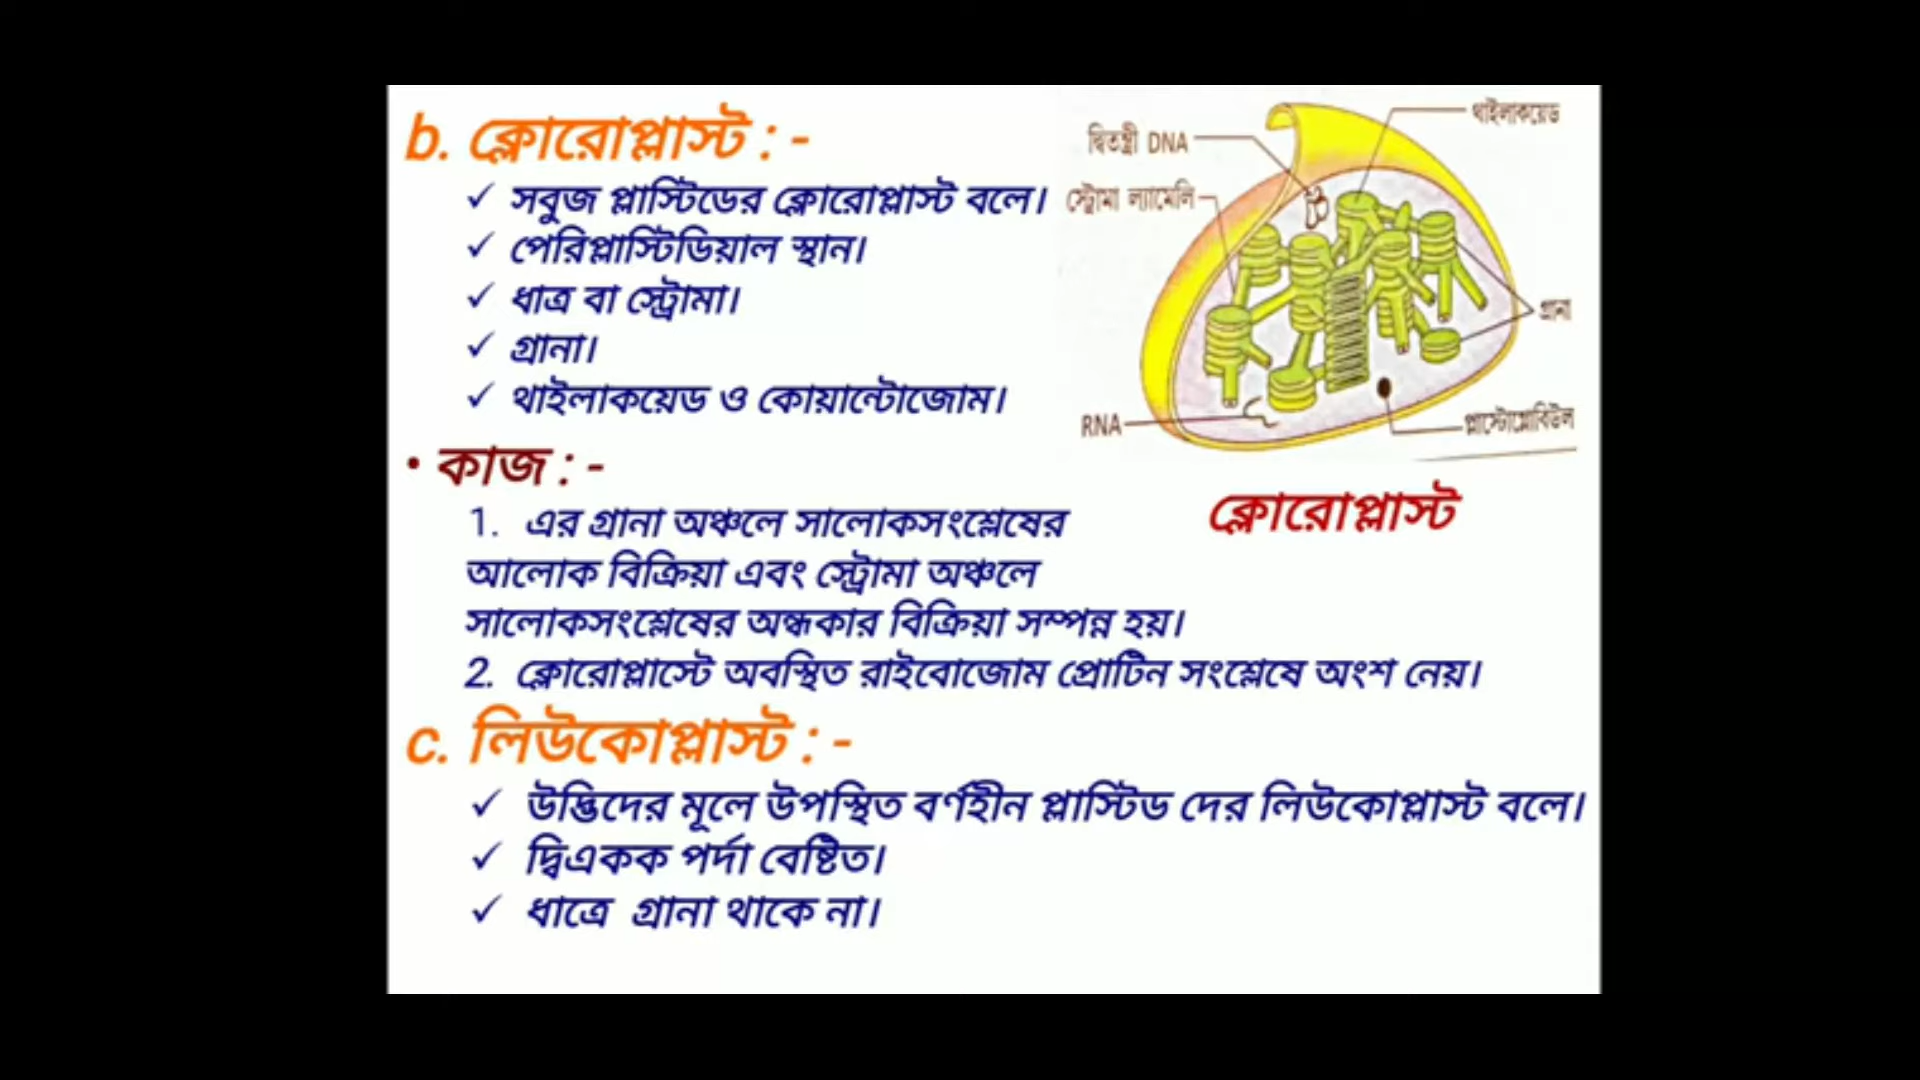 b. ক্লোরোপ্লাস্ট : -
✓ সবুজ প্লাস্টিডের ক্লোরোপ্লাস্ট বলে।
✓ পেরিপ্লাস্টিডিয়াল স্থান।
✓ ধাত্র বা স্ট্রোমা।
✓ গ্রানা।
✓ থাইলাকয়েড ও কোয়ান্টোজোম।
থাইলাকয়েড
দ্বিতন্ত্রী DNA
স্ট্রোমা ল্যামেলি
গ্রানা
RNA
প্লাস্টোগ্লোবিউল
ক্লোরোপ্লাস্ট
• কাজ : -
1. এর গ্রানা অঞ্চলে সালোকসংশ্লেষের
আলোক বিক্রিয়া এবং স্ট্রোমা অঞ্চলে
সালোকসংশ্লেষের অন্ধকার বিক্রিয়া সম্পন্ন হয়।
2. ক্লোরোপ্লাস্টে অবস্থিত রাইবোজোম প্রোটিন সংশ্লেষে অংশ নেয়।
c. লিউকোপ্লাস্ট : -
✓ উদ্ভিদের মূলে উপস্থিত বর্ণহীন প্লাস্টিড দের লিউকোপ্লাস্ট বলে।
✓ দ্বিএকক পর্দা বেষ্টিত।
✓ ধাত্রে গ্রানা থাকে না।